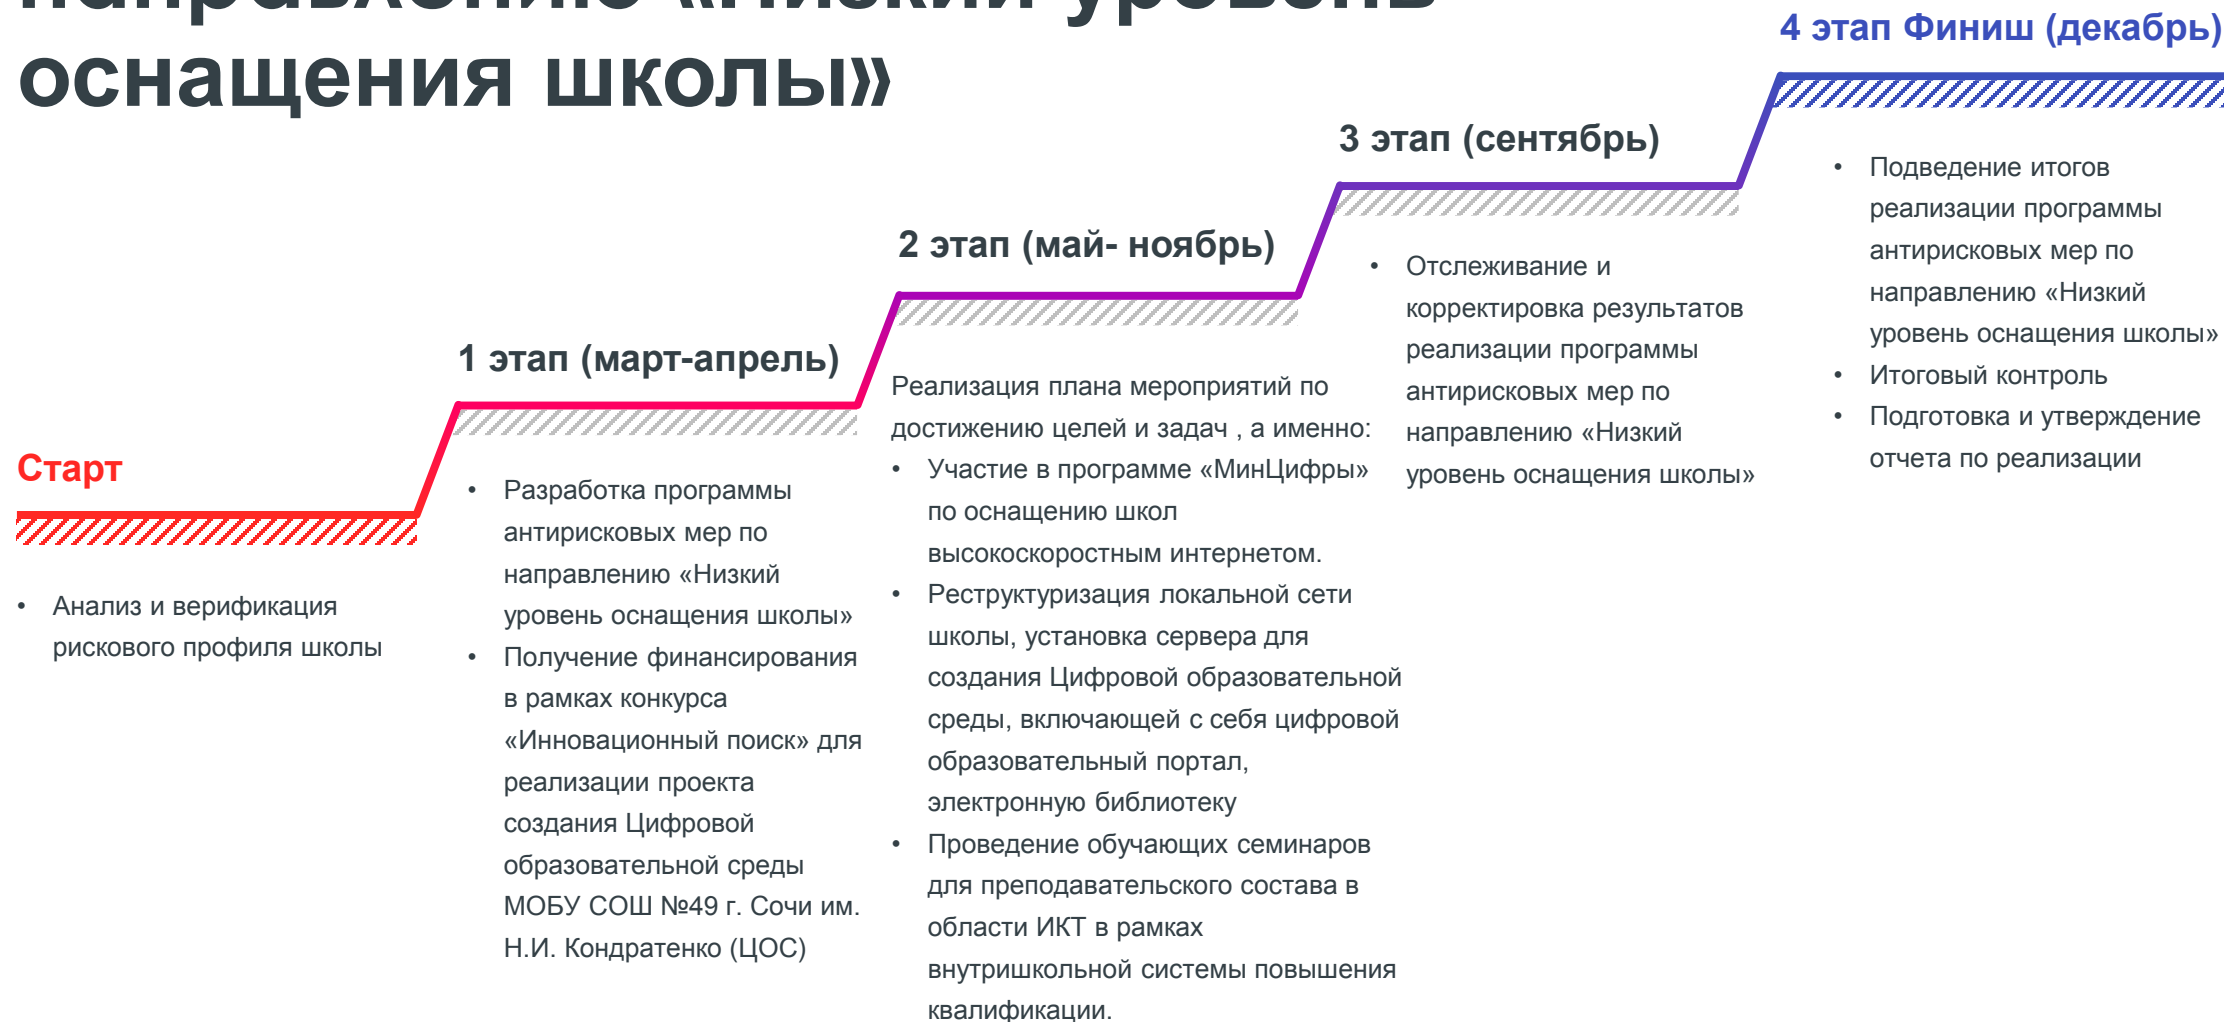 направлению «Низкий уровень
оснащения школы»
Старт
• Анализ и верификация
рискового профиля школы
1 этап (март-апрель)
• Разработка программы
антирисковых мер по
направлению «Низкий
уровень оснащения школы»
• Получение финансирования
в рамках конкурса
«Инновационный поиск» для
реализации проекта
создания Цифровой
образовательной среды
МОБУ СОШ №49 г. Сочи им.
Н.И. Кондратенко (ЦОС)
2 этап (май- ноябрь)
Реализация плана мероприятий по
достижению целей и задач , а именно:
• Участие в программе «МинЦифры»
по оснащению школ
высокоскоростным интернетом.
• Реструктуризация локальной сети
школы, установка сервера для
создания Цифровой образовательной
среды, включающей с себя цифровой
образовательный портал,
электронную библиотеку
• Проведение обучающих семинаров
для преподавательского состава в
области ИКТ в рамках
внутришкольной системы повышения
квалификации.
3 этап (сентябрь)
• Отслеживание и
корректировка результатов
реализации программы
антирисковых мер по
направлению «Низкий
уровень оснащения школы»
4 этап Финиш (декабрь)
• Подведение итогов
реализации программы
антирисковых мер по
направлению «Низкий
уровень оснащения школы»
• Итоговый контроль
• Подготовка и утверждение
отчета по реализации